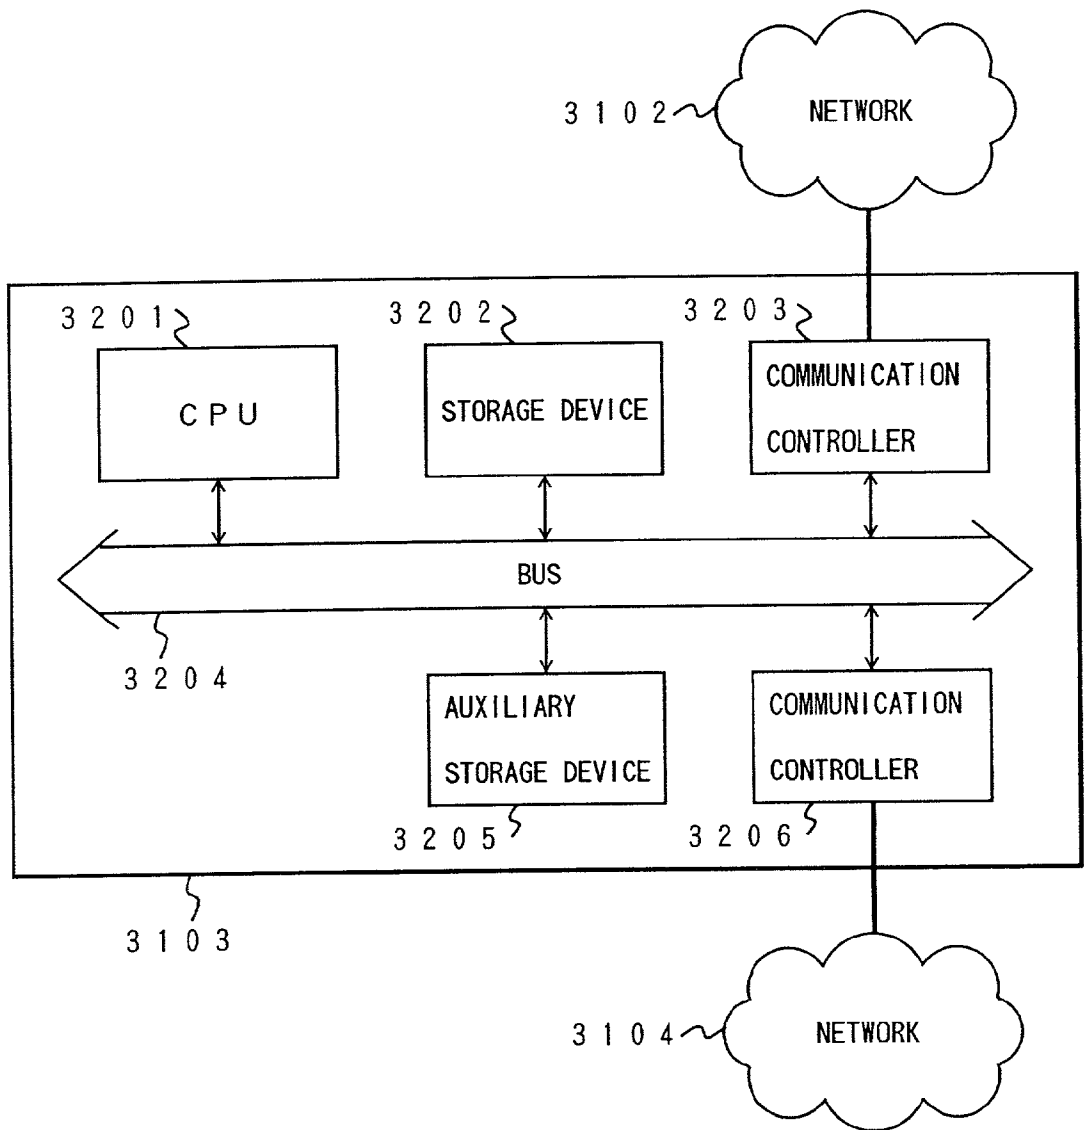 3102
NETWORK
3201
3202
3203
CPU
STORAGE DEVICE
COMMUNICATION
CONTROLLER
BUS
3204
AUXILIARY
STORAGE DEVICE
COMMUNICATION
CONTROLLER
3205
3206
3103
3104
NETWORK